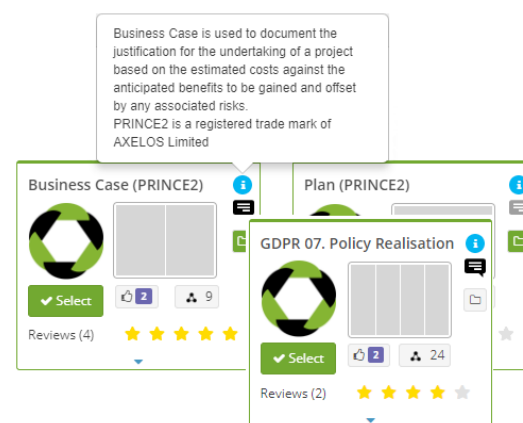 Business Case is used to document the
justification for the undertaking of a project
based on the estimated costs against the
anticipated benefits to be gained and offset
by any associated risks.
PRINCE2 is a registered trade mark of
AXELOS Limited
Business Case (PRINCE2)
Select
2
9
Reviews (4)
Plan (PRINCE2)
GDPR 07. Policy Realisation
Select
2
24
Reviews (2)